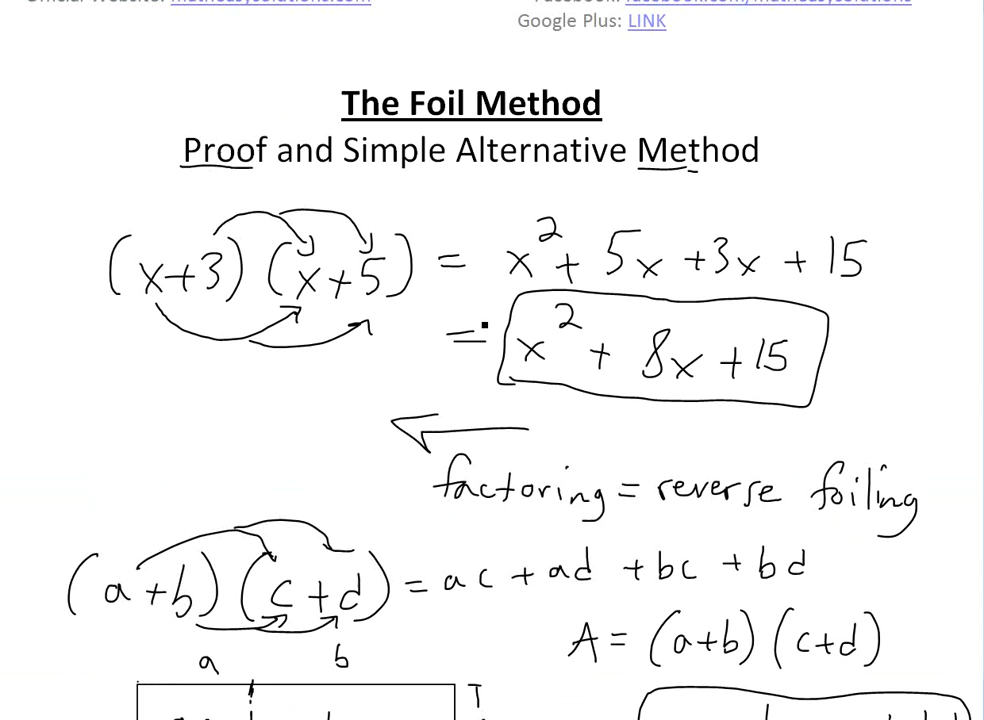 Google Plus: LINK
The Foil Method
Proof and Simple Alternative Method
(x+3)(x+5) = x² + 5x +3x + 15
= x² + 8x +15
factoring = reverse foiling
(a+b)(c+d) = ac + ad + bc + bd
A = (a+b)(c+d)
a b